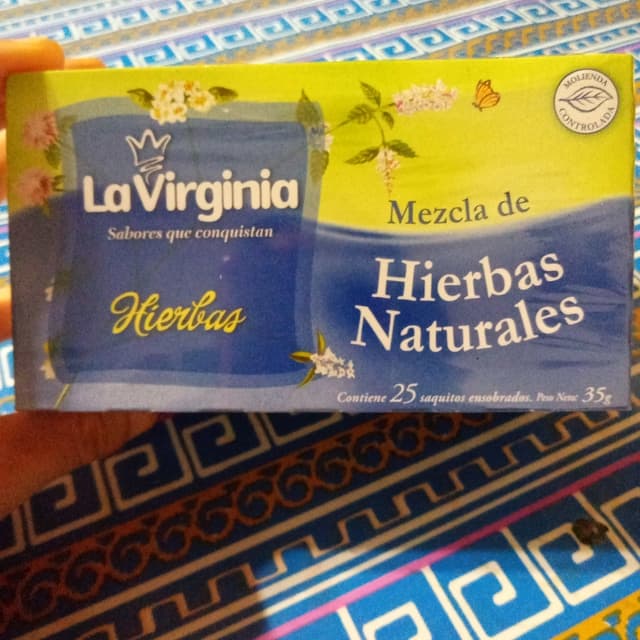 La Virginia
Sabores que conquistan
Hierbas
MOLIENDA
CONTROLADA
Mezcla de
Hierbas
Naturales
Contiene 25 saquitos ensobrados. Peso Neto: 35g